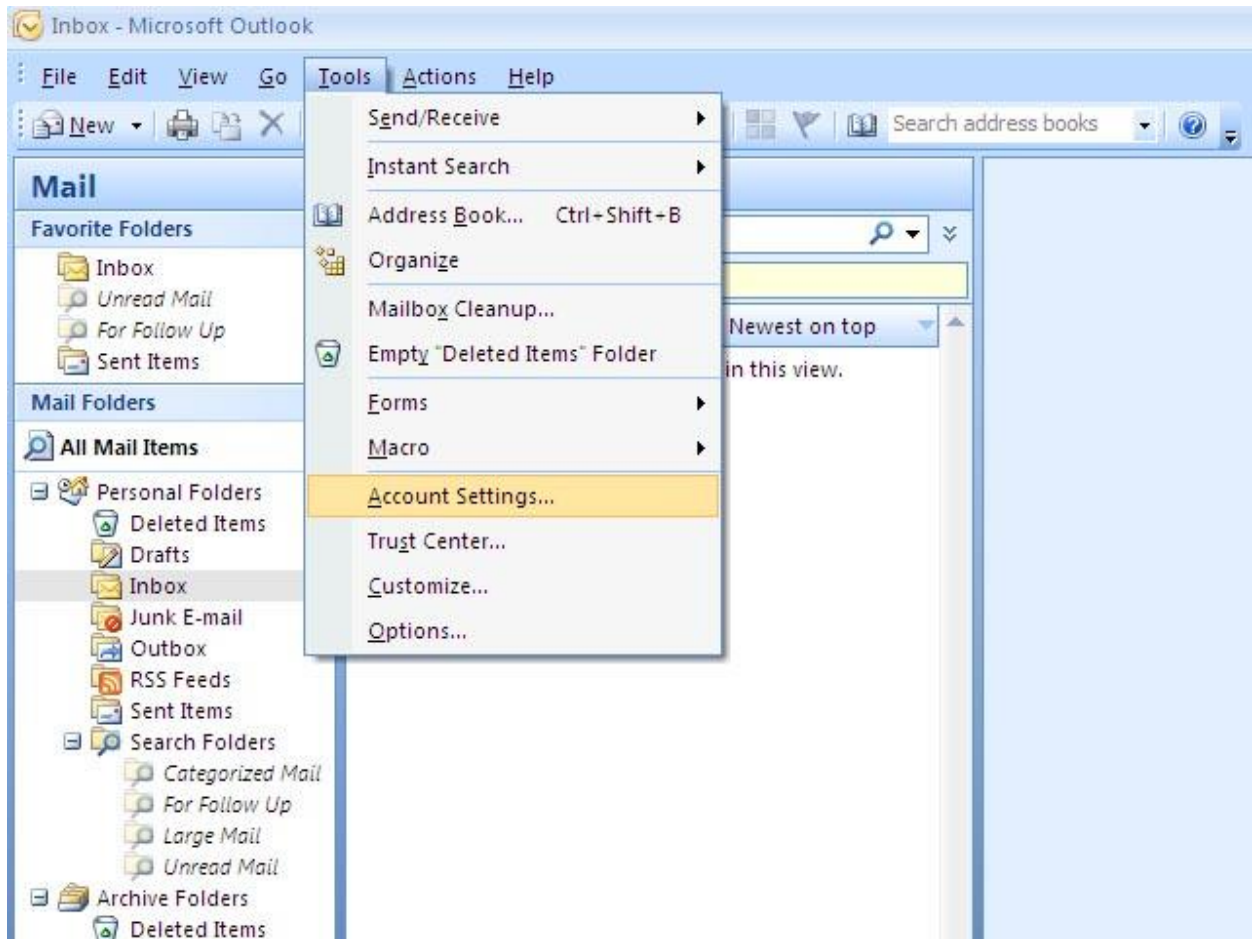 Inbox - Microsoft Outlook
File Edit View Go Tools Actions Help
New Search address books
Send/Receive
Instant Search
Address Book... Ctrl+Shift+B
Organize
Mailbox Cleanup...
Empty "Deleted Items" Folder
Forms
Macro
Account Settings...
Trust Center...
Customize...
Options...
Mail
Favorite Folders
Inbox
Unread Mail
For Follow Up
Sent Items
Mail Folders
All Mail Items
Personal Folders
Deleted Items
Drafts
Inbox
Junk E-mail
Outbox
RSS Feeds
Sent Items
Search Folders
Categorized Mail
For Follow Up
Large Mail
Unread Mail
Archive Folders
Deleted Items
Newest on top
in this view.